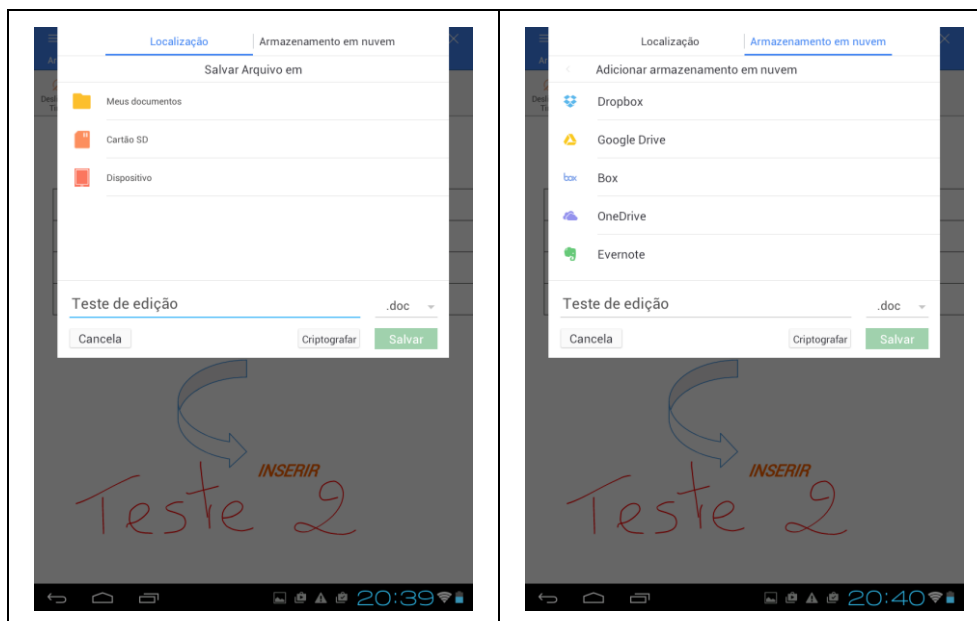 Localização
Armazenamento em nuvem
Salvar Arquivo em
Meus documentos
Cartão SD
Dispositivo
Teste de edição
.doc
Cancela
Criptografar
Salvar
INSERIR
Teste 2
20:39
Localização
Armazenamento em nuvem
Adicionar armazenamento em nuvem
Dropbox
Google Drive
box
Box
OneDrive
Evernote
Teste de edição
.doc
Cancela
Criptografar
Salvar
INSERIR
Teste 2
20:40